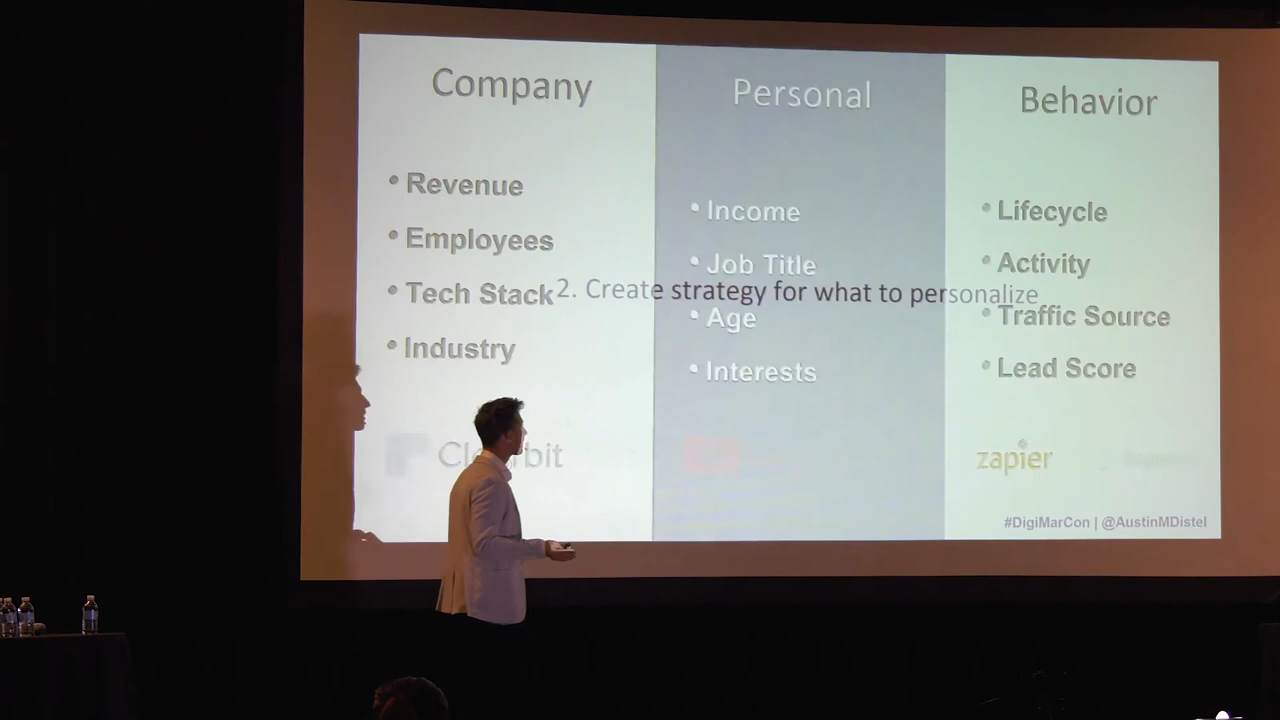 Company
• Revenue
• Employees
• Tech Stack
• Industry
Personal
• Income
• Job Title
• Age
• Interests
Behavior
• Lifecycle
• Activity
• Traffic Source
• Lead Score
2. Create strategy for what to personalize
zapier
#DigiMarCon | @AustinMDistel